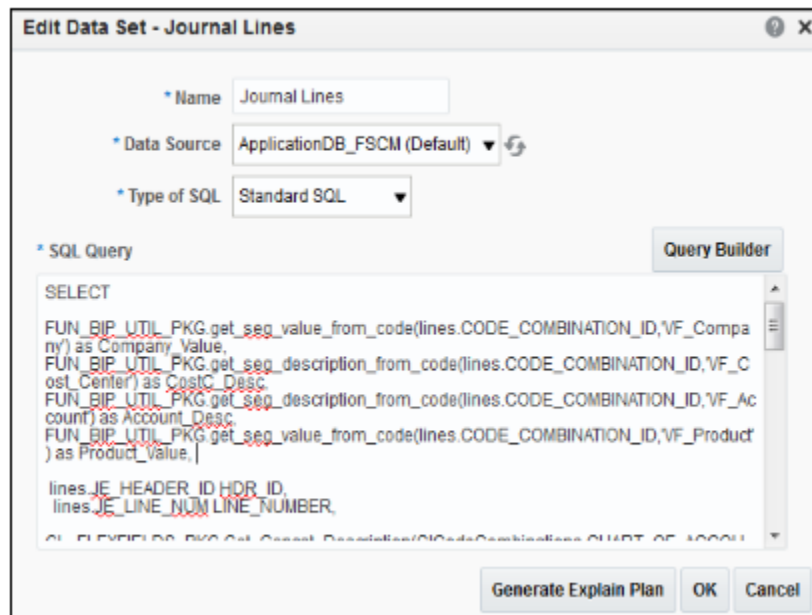 Edit Data Set - Journal Lines
* Name Journal Lines
* Data Source ApplicationDB_FSCM (Default)
* Type of SQL Standard SQL
* SQL Query Query Builder
SELECT
FUN_BIP_UTIL_PKG.get_seg_value_from_code(lines.CODE_COMBINATION_ID,'VF_Compa
ny') as Company_Value,
FUN_BIP_UTIL_PKG.get_seg_description_from_code(lines.CODE_COMBINATION_ID,'VF_C
ost_Center') as CostC_Desc,
FUN_BIP_UTIL_PKG.get_seg_description_from_code(lines.CODE_COMBINATION_ID,'VF_Ac
count') as Account_Desc,
FUN_BIP_UTIL_PKG.get_seg_value_from_code(lines.CODE_COMBINATION_ID,'VF_Product'
) as Product_Value,
lines.JE_HEADER_ID HDR_ID,
lines.JE_LINE_NUM LINE_NUMBER,
Generate Explain Plan OK Cancel